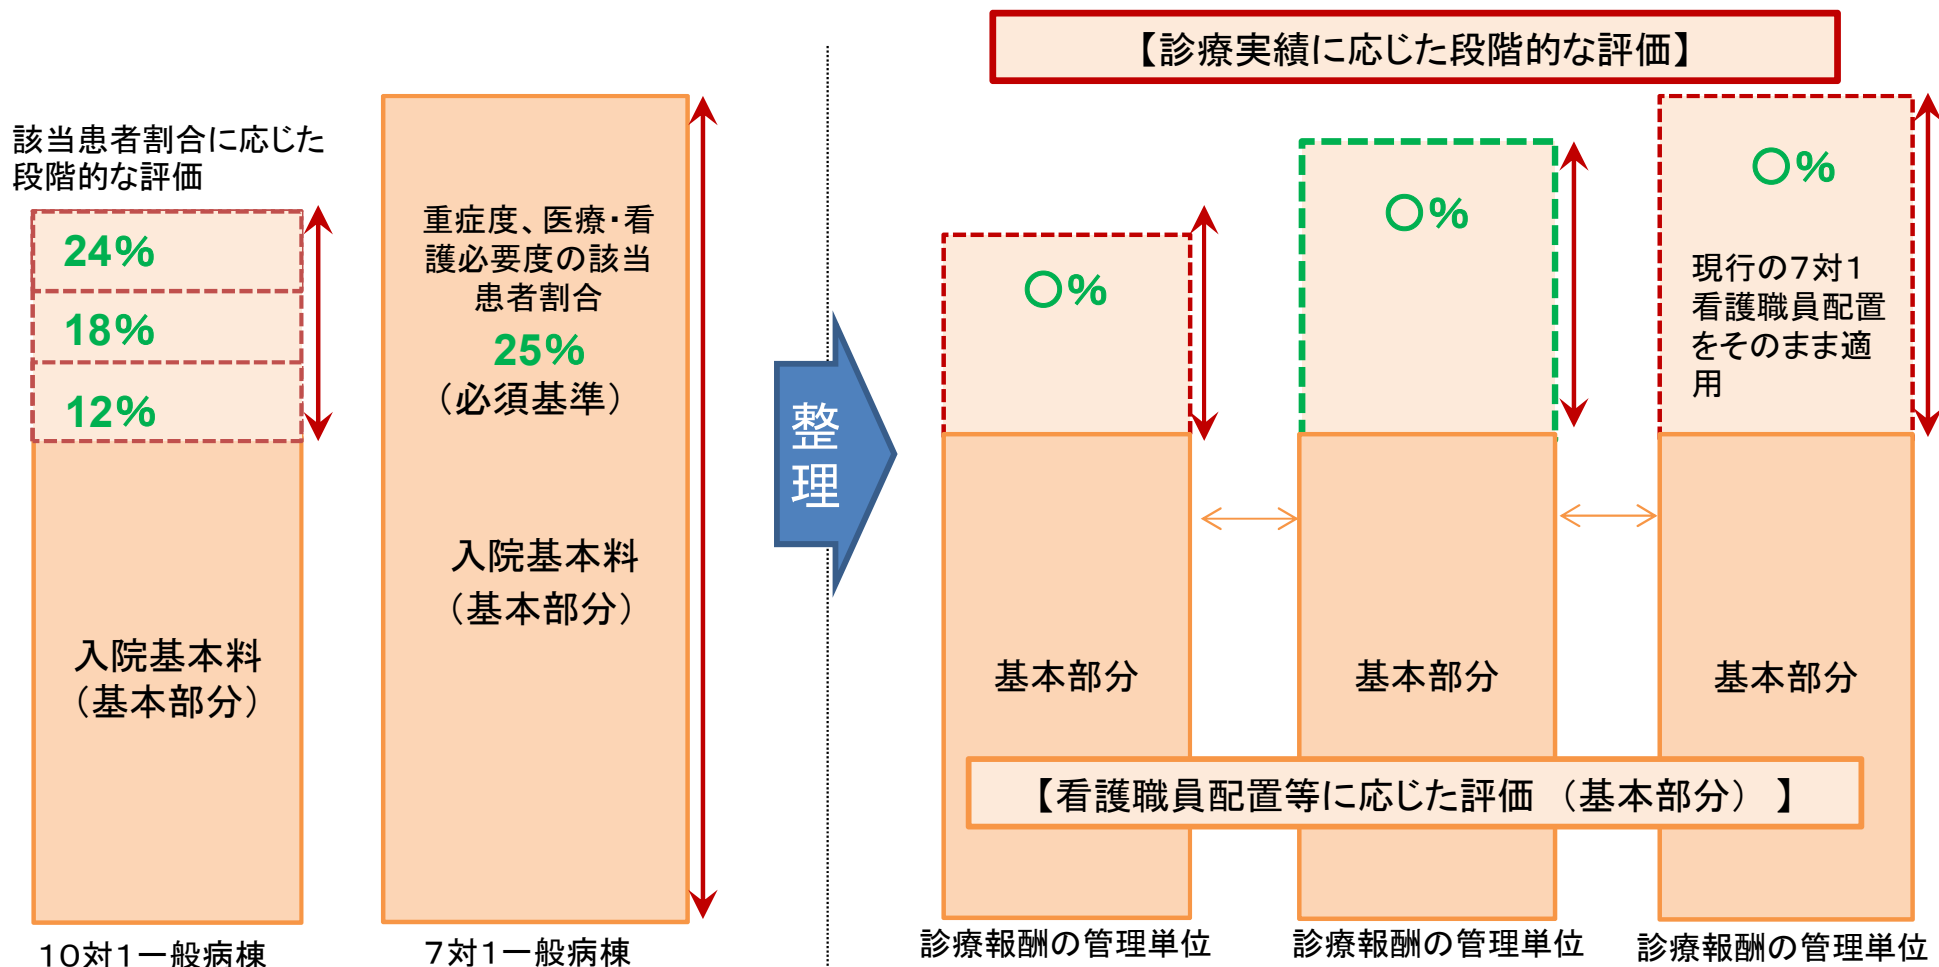 【診療実績に応じた段階的な評価】
該当患者割合に応じた
段階的な評価
24%
18%
12%
入院基本料
（基本部分）
10対1一般病棟
重症度、医療・看
護必要度の該当
患者割合
25%
（必須基準）
入院基本料
（基本部分）
7対1一般病棟
整
理
〇%
基本部分
診療報酬の管理単位
〇%
基本部分
診療報酬の管理単位
〇%
現行の7対1
看護職員配置
をそのまま適
用
基本部分
診療報酬の管理単位
【看護職員配置等に応じた評価 （基本部分） 】